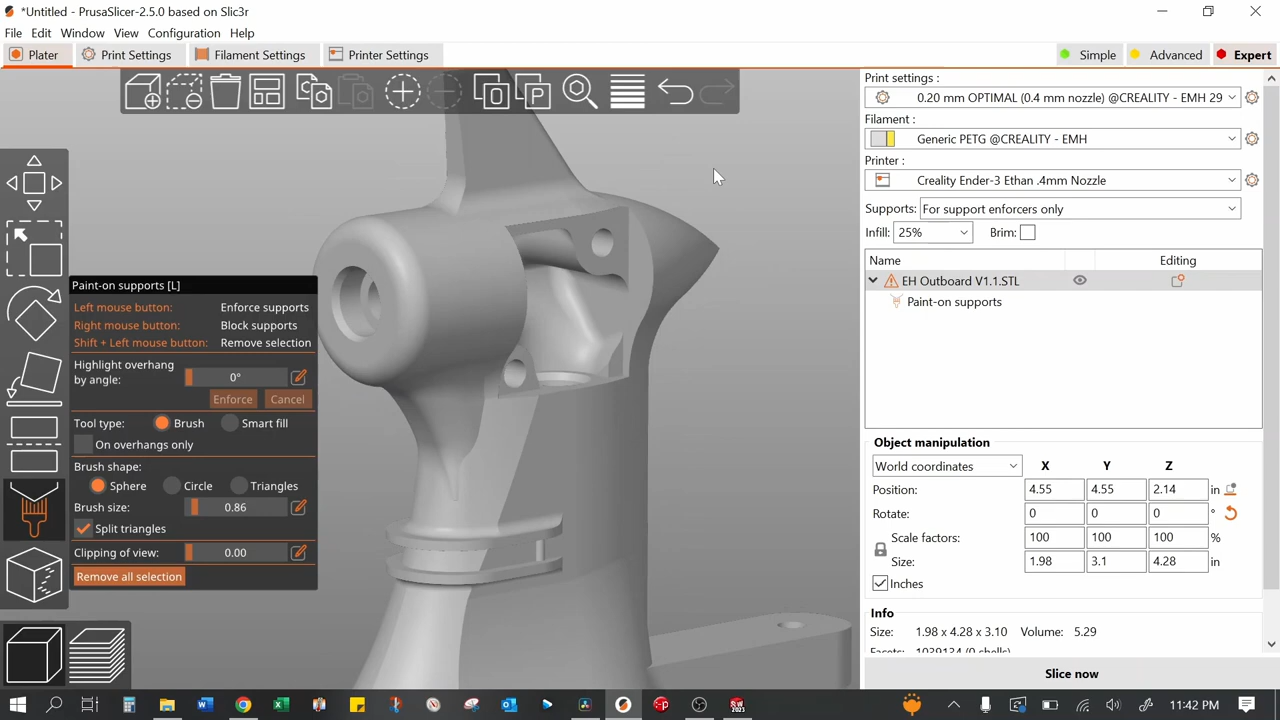 *Untitled - PrusaSlicer-2.5.0 based on Slic3r
File Edit Window View Configuration Help
Plater Print Settings Filament Settings Printer Settings Simple Advanced Expert
Print settings :
0.20 mm OPTIMAL (0.4 mm nozzle) @CREALITY - EMH 29
Filament :
Generic PETG @CREALITY - EMH
Printer :
Creality Ender-3 Ethan .4mm Nozzle
Supports: For support enforcers only
Infill: 25% Brim:
Name Editing
EH Outboard V1.1.STL
Paint-on supports
Paint-on supports [L]
Left mouse button: Enforce supports
Right mouse button: Block supports
Shift + Left mouse button: Remove selection
Highlight overhang
by angle: 0°
Enforce Cancel
Tool type: Brush Smart fill
On overhangs only
Brush shape:
Sphere Circle Triangles
Brush size: 0.86
Split triangles
Clipping of view: 0.00
Remove all selection
Object manipulation
World coordinates X Y Z
Position: 4.55 4.55 2.14 in
Rotate: 0 0 0 °
Scale factors: 100 100 100 %
Size: 1.98 3.1 4.28 in
Inches
Info
Size: 1.98 x 4.28 x 3.10 Volume: 5.29
Slice now
11:42 PM